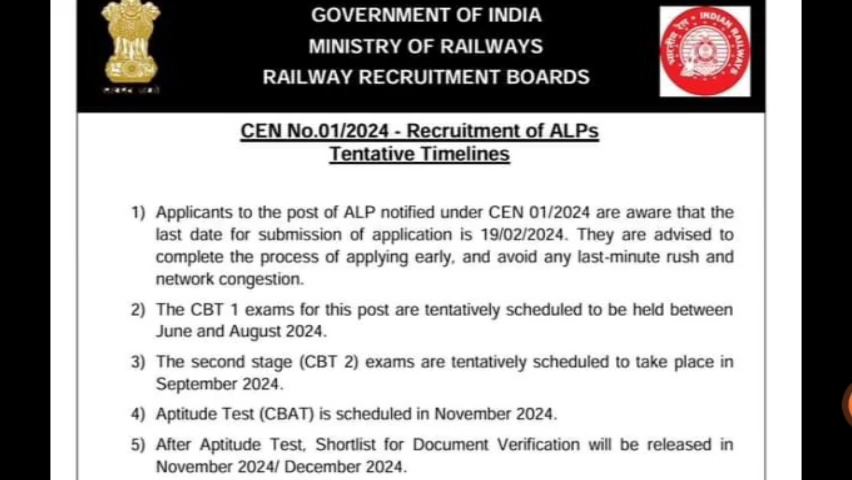 GOVERNMENT OF INDIA
MINISTRY OF RAILWAYS
RAILWAY RECRUITMENT BOARDS
INDIAN RAILWAYS
भारतीय रेल
CEN No.01/2024 - Recruitment of ALPs
Tentative Timelines
1) Applicants to the post of ALP notified under CEN 01/2024 are aware that the
last date for submission of application is 19/02/2024. They are advised to
complete the process of applying early, and avoid any last-minute rush and
network congestion.
2) The CBT 1 exams for this post are tentatively scheduled to be held between
June and August 2024.
3) The second stage (CBT 2) exams are tentatively scheduled to take place in
September 2024.
4) Aptitude Test (CBAT) is scheduled in November 2024.
5) After Aptitude Test, Shortlist for Document Verification will be released in
November 2024/ December 2024.